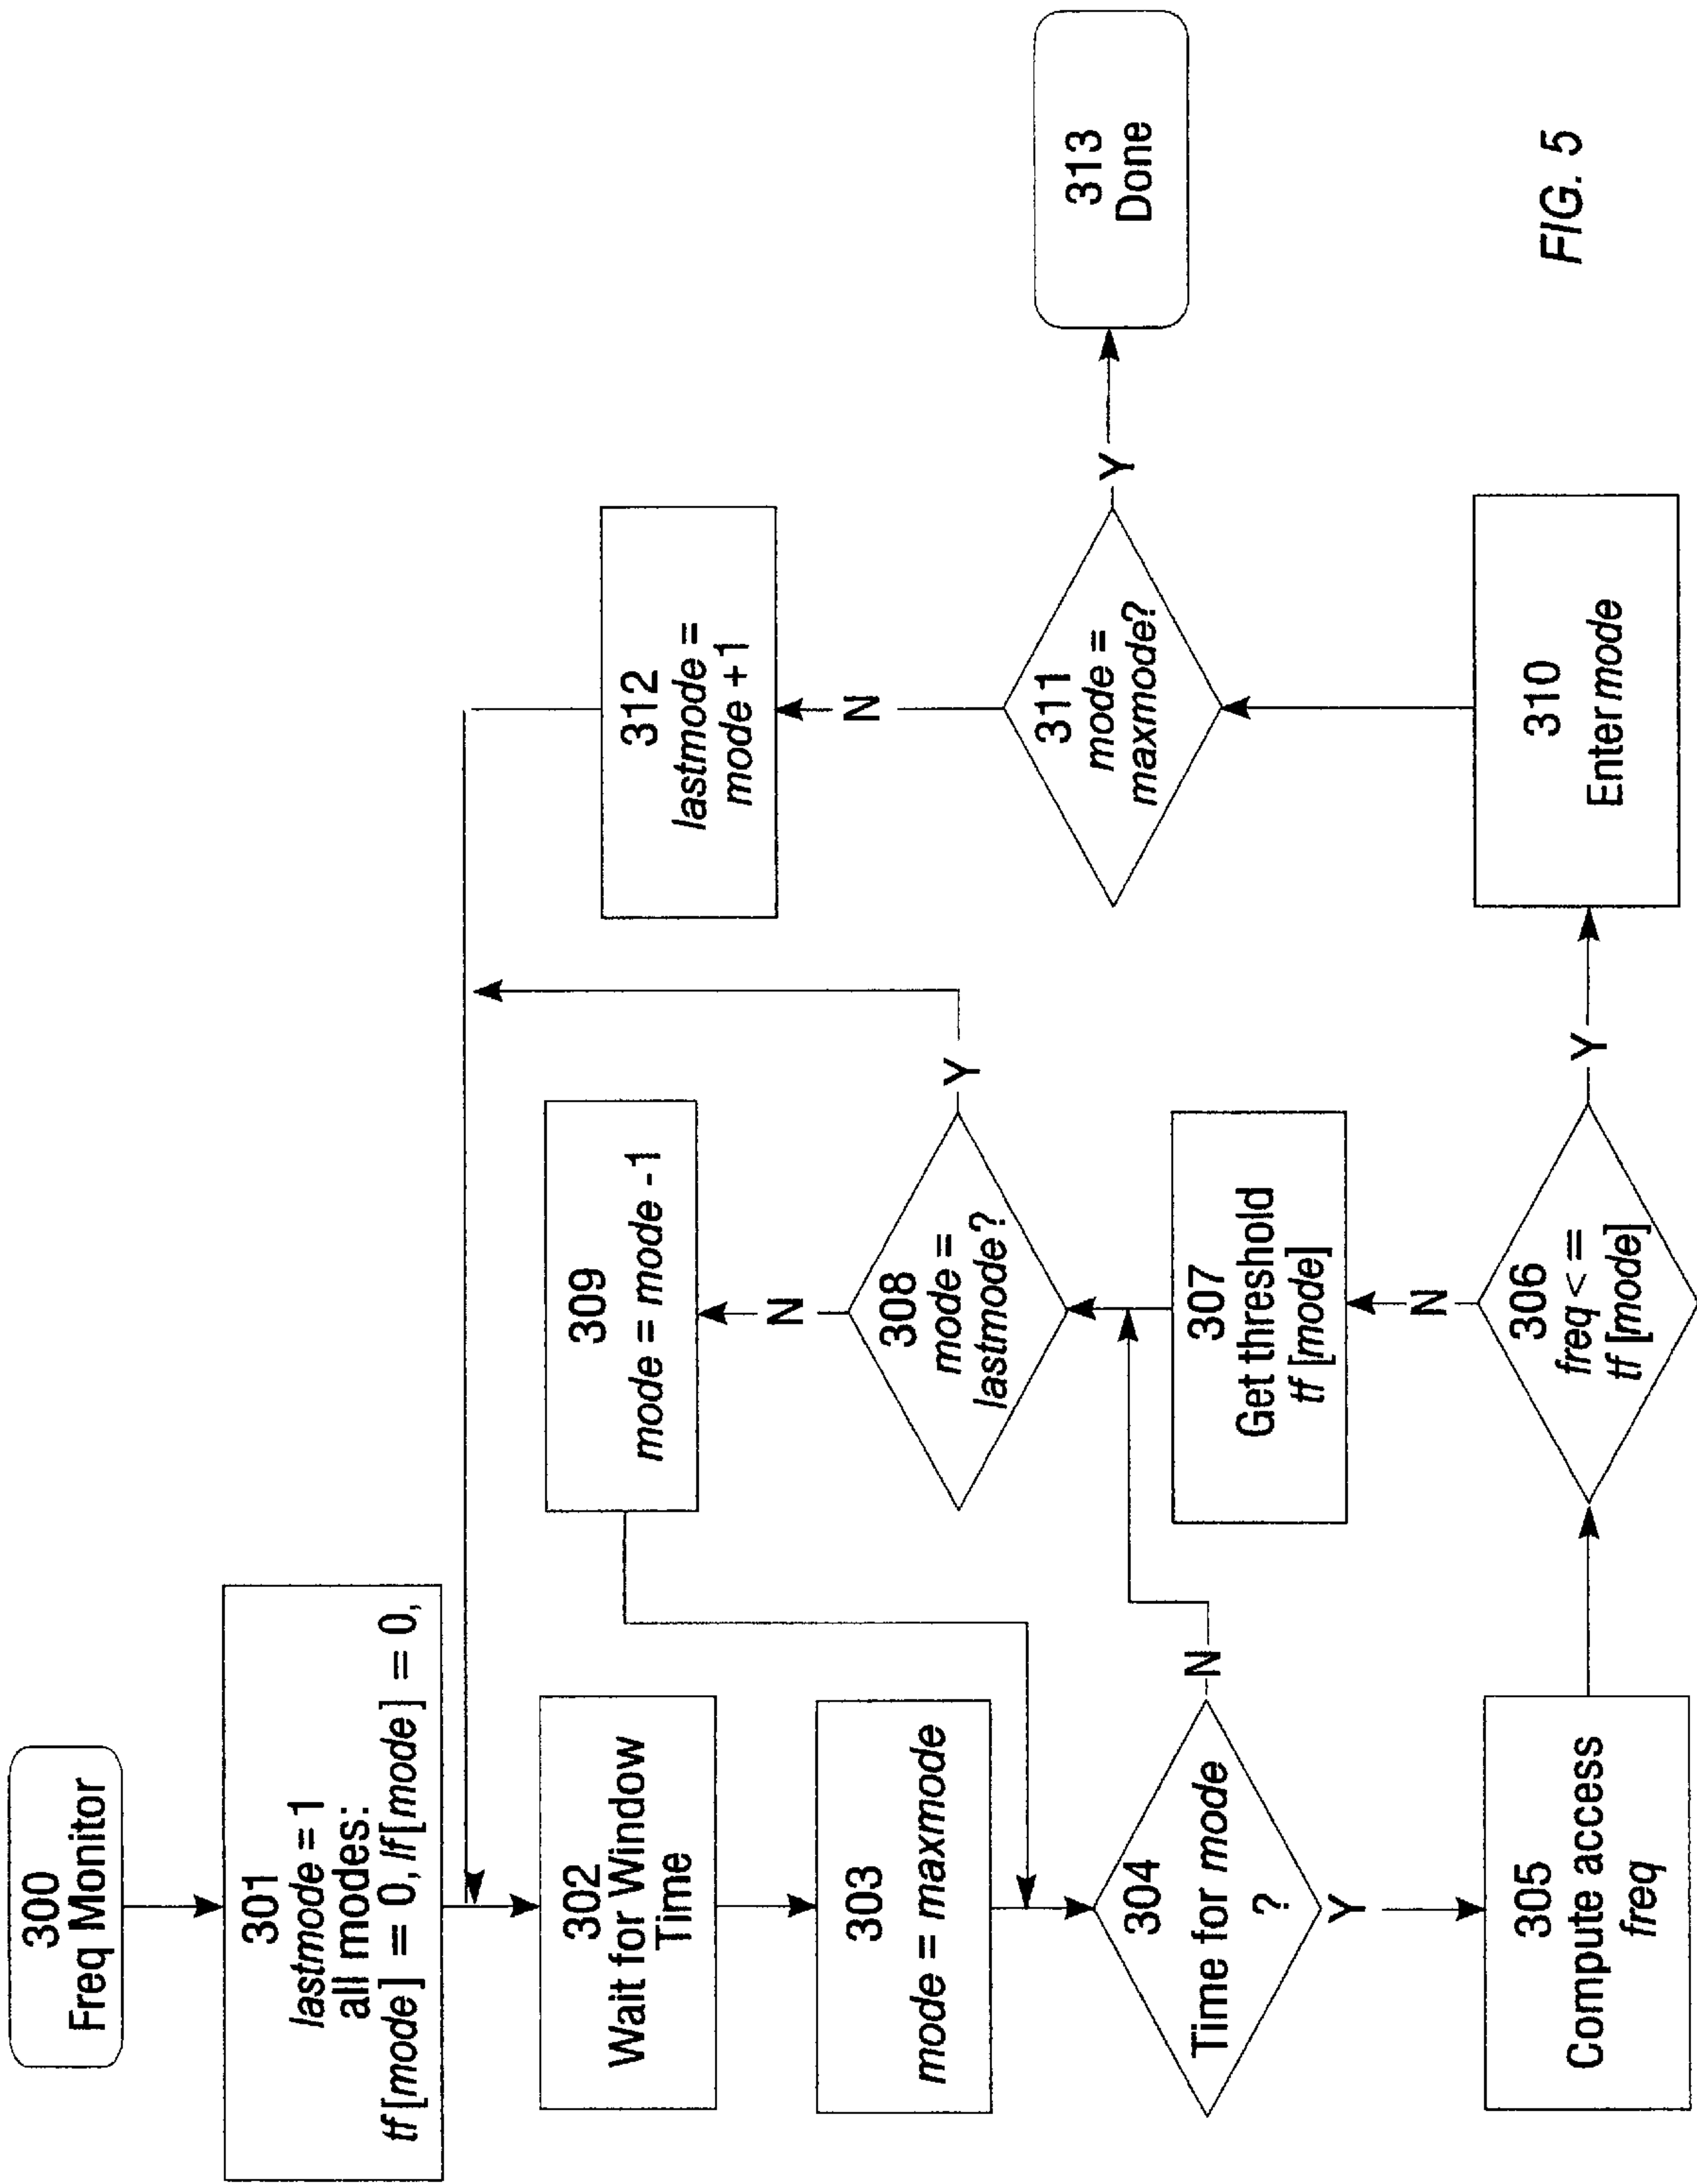 300
Freq Monitor
301
lastmode = 1
all modes:
tf [mode] = 0, lf [mode] = 0,
302
Wait for Window
Time
303
mode = maxmode
304
Time for mode
?
N
Y
305
Compute access
freq
306
freq < =
tf [mode]
N
Y
307
Get threshold
tf [mode]
308
mode =
lastmode?
N
Y
309
mode = mode -1
310
Enter mode
311
mode =
maxmode?
N
Y
312
lastmode =
mode +1
313
Done
FIG. 5